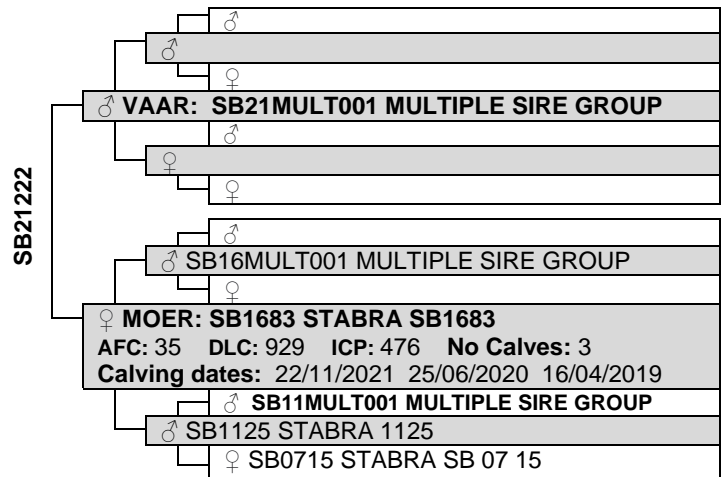 ♂
♂
♀
♂ VAAR: SB21MULT001 MULTIPLE SIRE GROUP
♂
♀
♀
SB21222
♂
♂ SB16MULT001 MULTIPLE SIRE GROUP
♀
♀ MOER: SB1683 STABRA SB1683
AFC: 35 DLC: 929 ICP: 476 No Calves: 3
Calving dates: 22/11/2021 25/06/2020 16/04/2019
♂ SB11MULT001 MULTIPLE SIRE GROUP
♂ SB1125 STABRA 1125
♀ SB0715 STABRA SB 07 15